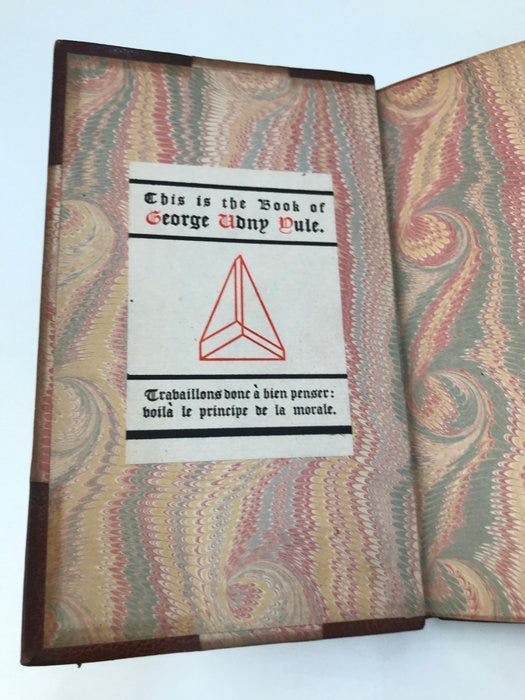 This is the Book of
George Udny Yule.
Travaillons donc à bien penser:
voilà le principe de la morale.